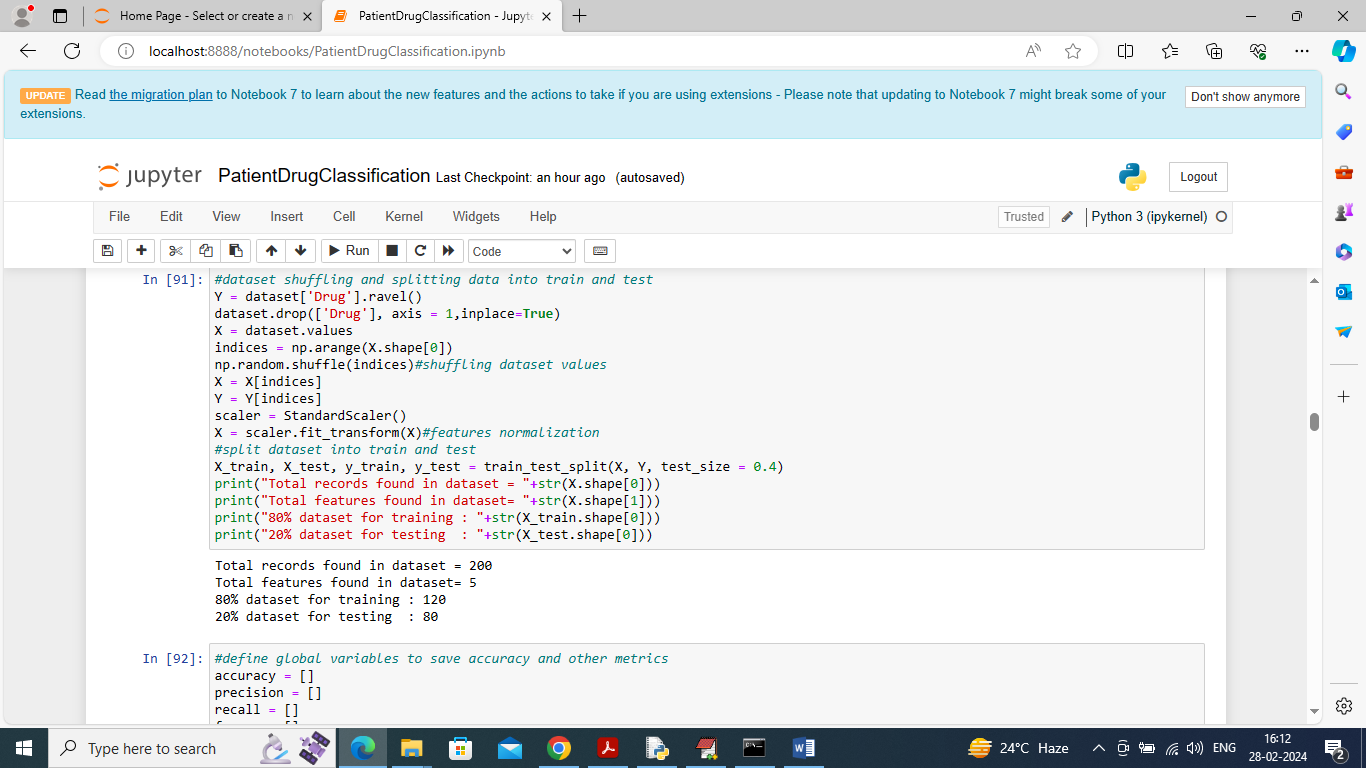 Home Page - Select or create a n
PatientDrugClassification - Jupyte
localhost:8888/notebooks/PatientDrugClassification.ipynb
UPDATE Read the migration plan to Notebook 7 to learn about the new features and the actions to take if you are using extensions - Please note that updating to Notebook 7 might break some of your
extensions.
Don't show anymore
jupyter PatientDrugClassification Last Checkpoint: an hour ago (autosaved)
Logout
File Edit View Insert Cell Kernel Widgets Help
Trusted Python 3 (ipykernel)
Run Code
In [91]: #dataset shuffling and splitting data into train and test
Y = dataset['Drug'].ravel()
dataset.drop(['Drug'], axis = 1,inplace=True)
X = dataset.values
indices = np.arange(X.shape[0])
np.random.shuffle(indices)#shuffling dataset values
X = X[indices]
Y = Y[indices]
scaler = StandardScaler()
X = scaler.fit_transform(X)#features normalization
#split dataset into train and test
X_train, X_test, y_train, y_test = train_test_split(X, Y, test_size = 0.4)
print("Total records found in dataset = "+str(X.shape[0]))
print("Total features found in dataset= "+str(X.shape[1]))
print("80% dataset for training : "+str(X_train.shape[0]))
print("20% dataset for testing  : "+str(X_test.shape[0]))
Total records found in dataset = 200
Total features found in dataset= 5
80% dataset for training : 120
20% dataset for testing  : 80
In [92]: #define global variables to save accuracy and other metrics
accuracy = []
precision = []
recall = []
Type here to search
24°C Haze
ENG
16:12
28-02-2024
2